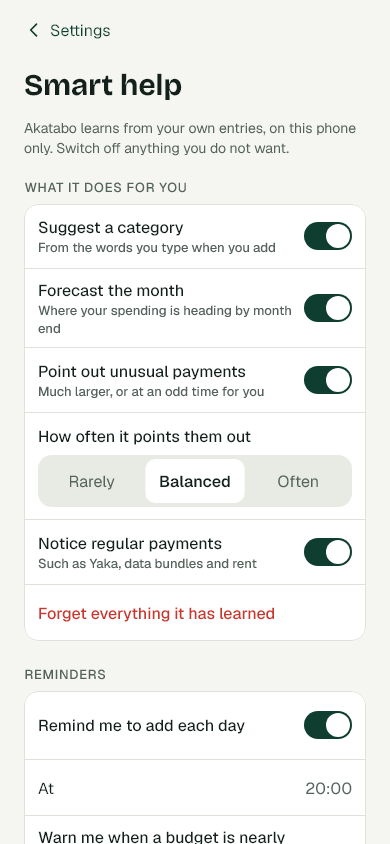 Settings
Smart help
Akatabo learns from your own entries, on this phone
only. Switch off anything you do not want.
WHAT IT DOES FOR YOU
Suggest a category
From the words you type when you add
Forecast the month
Where your spending is heading by month
end
Point out unusual payments
Much larger, or at an odd time for you
How often it points them out
Rarely Balanced Often
Notice regular payments
Such as Yaka, data bundles and rent
Forget everything it has learned
REMINDERS
Remind me to add each day
At 20:00
Warn me when a budget is nearly